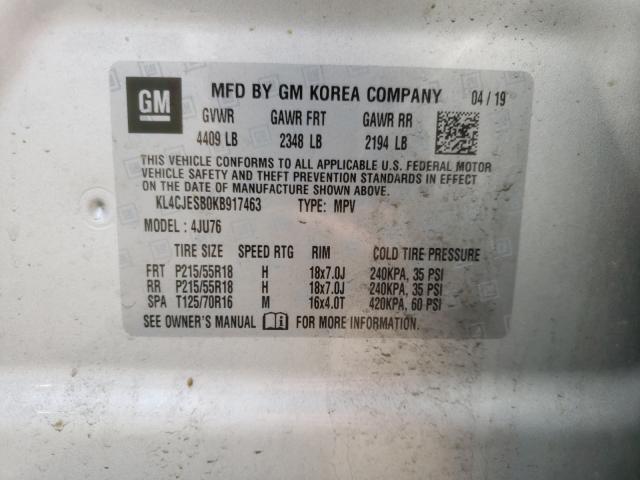 GM
MFD BY GM KOREA COMPANY 04 / 19
GVWR GAWR FRT GAWR RR
4409 LB 2348 LB 2194 LB
THIS VEHICLE CONFORMS TO ALL APPLICABLE U.S. FEDERAL MOTOR
VEHICLE SAFETY AND THEFT PREVENTION STANDARDS IN EFFECT
ON THE DATE OF MANUFACTURE SHOWN ABOVE.
KL4CJESB0KB917463 TYPE: MPV
MODEL : 4JU76
TIRE SIZE SPEED RTG RIM COLD TIRE PRESSURE
FRT P215/55R18 H 18x7.0J 240KPA, 35 PSI
RR P215/55R18 H 18x7.0J 240KPA, 35 PSI
SPA T125/70R16 M 16x4.0T 420KPA, 60 PSI
SEE OWNER'S MANUAL FOR MORE INFORMATION.